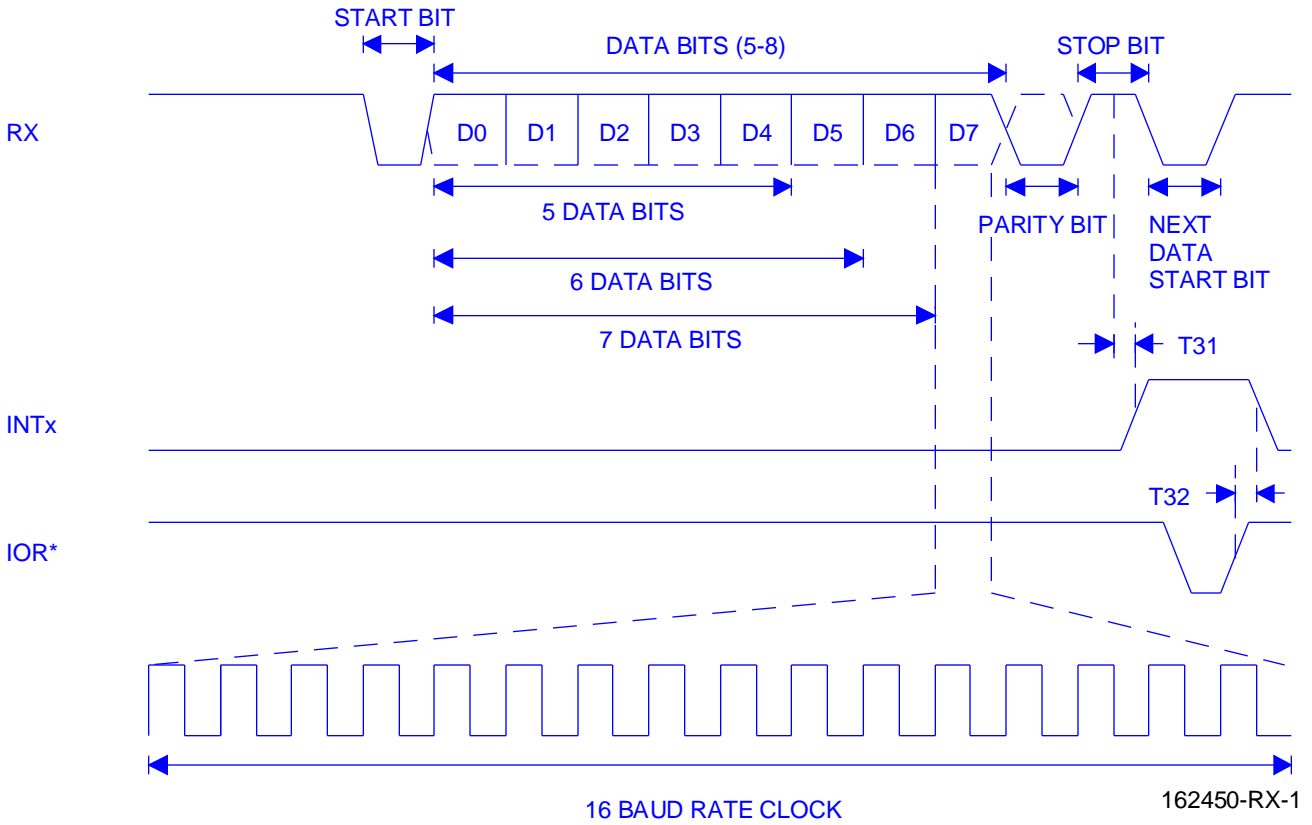 START BIT
DATA BITS (5-8)
STOP BIT
RX
D0 D1 D2 D3 D4 D5 D6 D7
5 DATA BITS
PARITY BIT
NEXT
DATA
START BIT
6 DATA BITS
7 DATA BITS
T31
INTx
T32
IOR*
16 BAUD RATE CLOCK
162450-RX-1